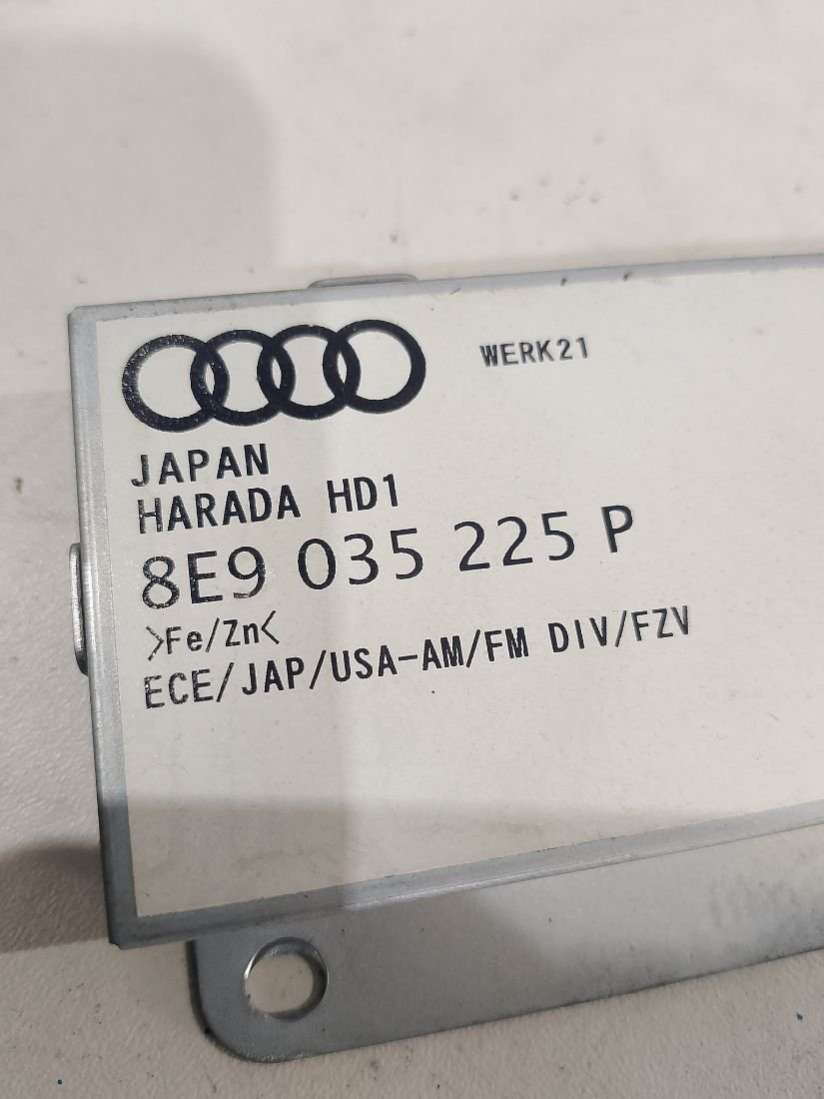 WERK21
JAPAN
HARADA HD1
8E9 035 225 P
>Fe/Zn<
ECE/JAP/USA-AM/FM DIV/FZV